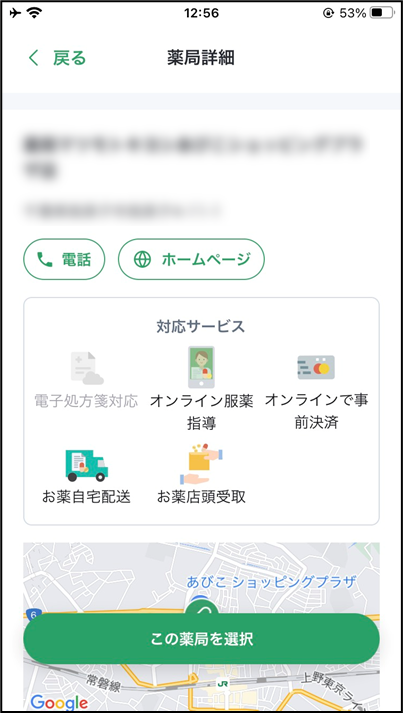 12:56
53%
戻る
薬局詳細
電話
ホームページ
対応サービス
電子処方箋対応
オンライン服薬
指導
オンラインで事
前決済
お薬自宅配送
お薬店頭受取
あびこ ショッピングプラザ
6
この薬局を選択
常磐線
上野東京ライ
JR
Google